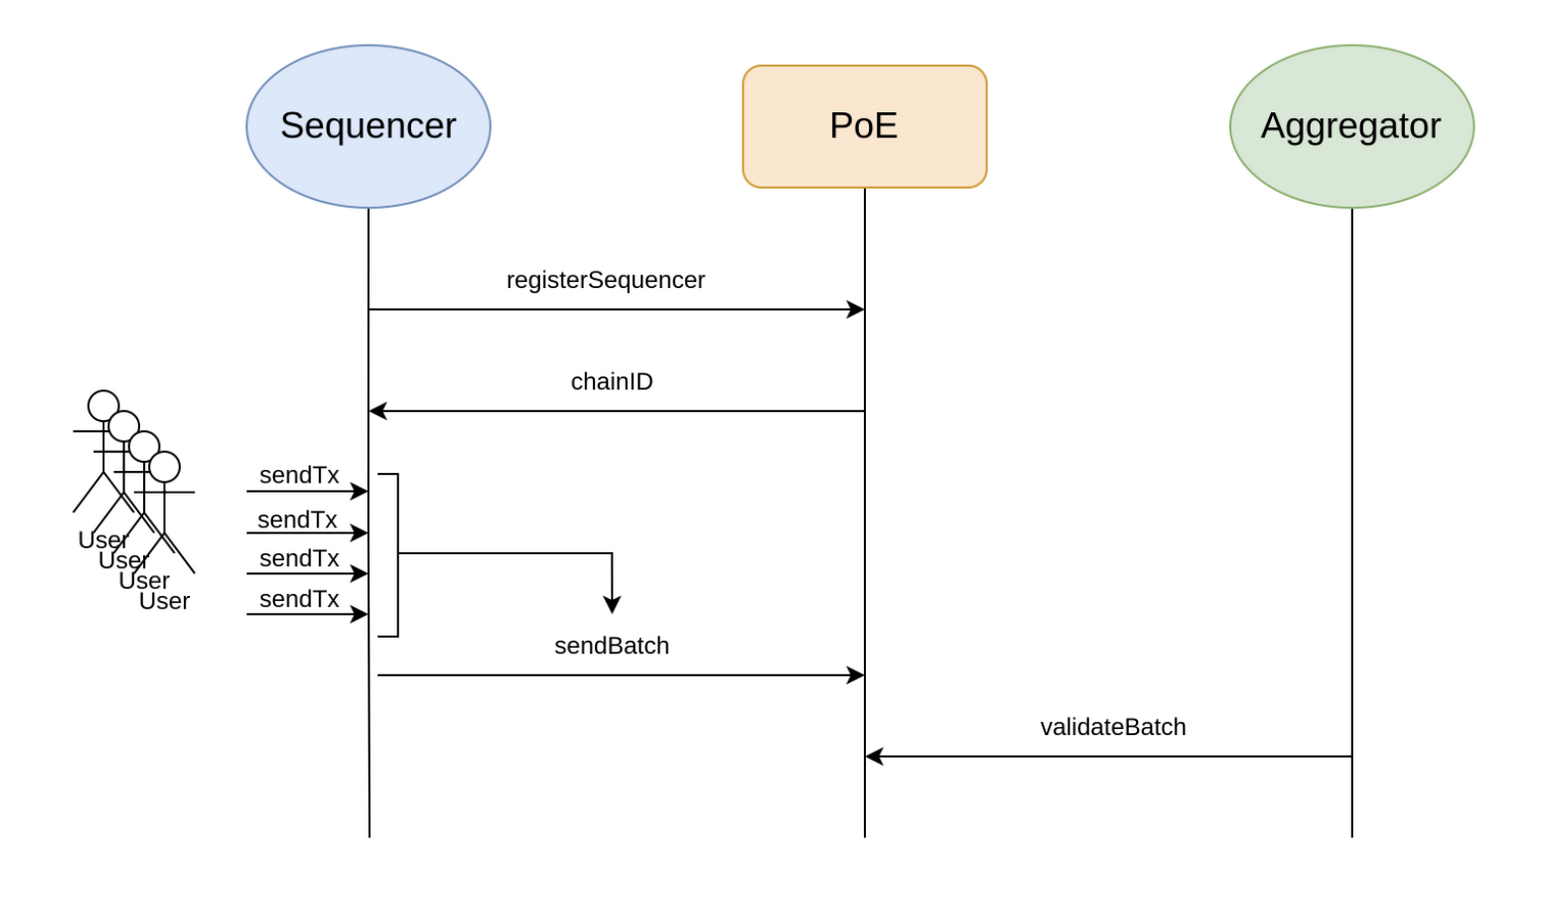 Sequencer
PoE
Aggregator
registerSequencer
chainID
sendTx
sendTx
sendTx
sendTx
User
User
User
User
sendBatch
validateBatch